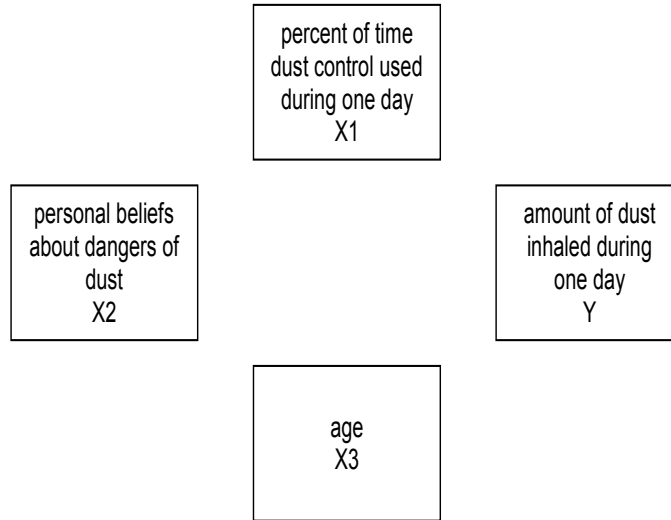 percent of time
dust control used
during one day
X1
personal beliefs
about dangers of
dust
X2
amount of dust
inhaled during
one day
Y
age
X3